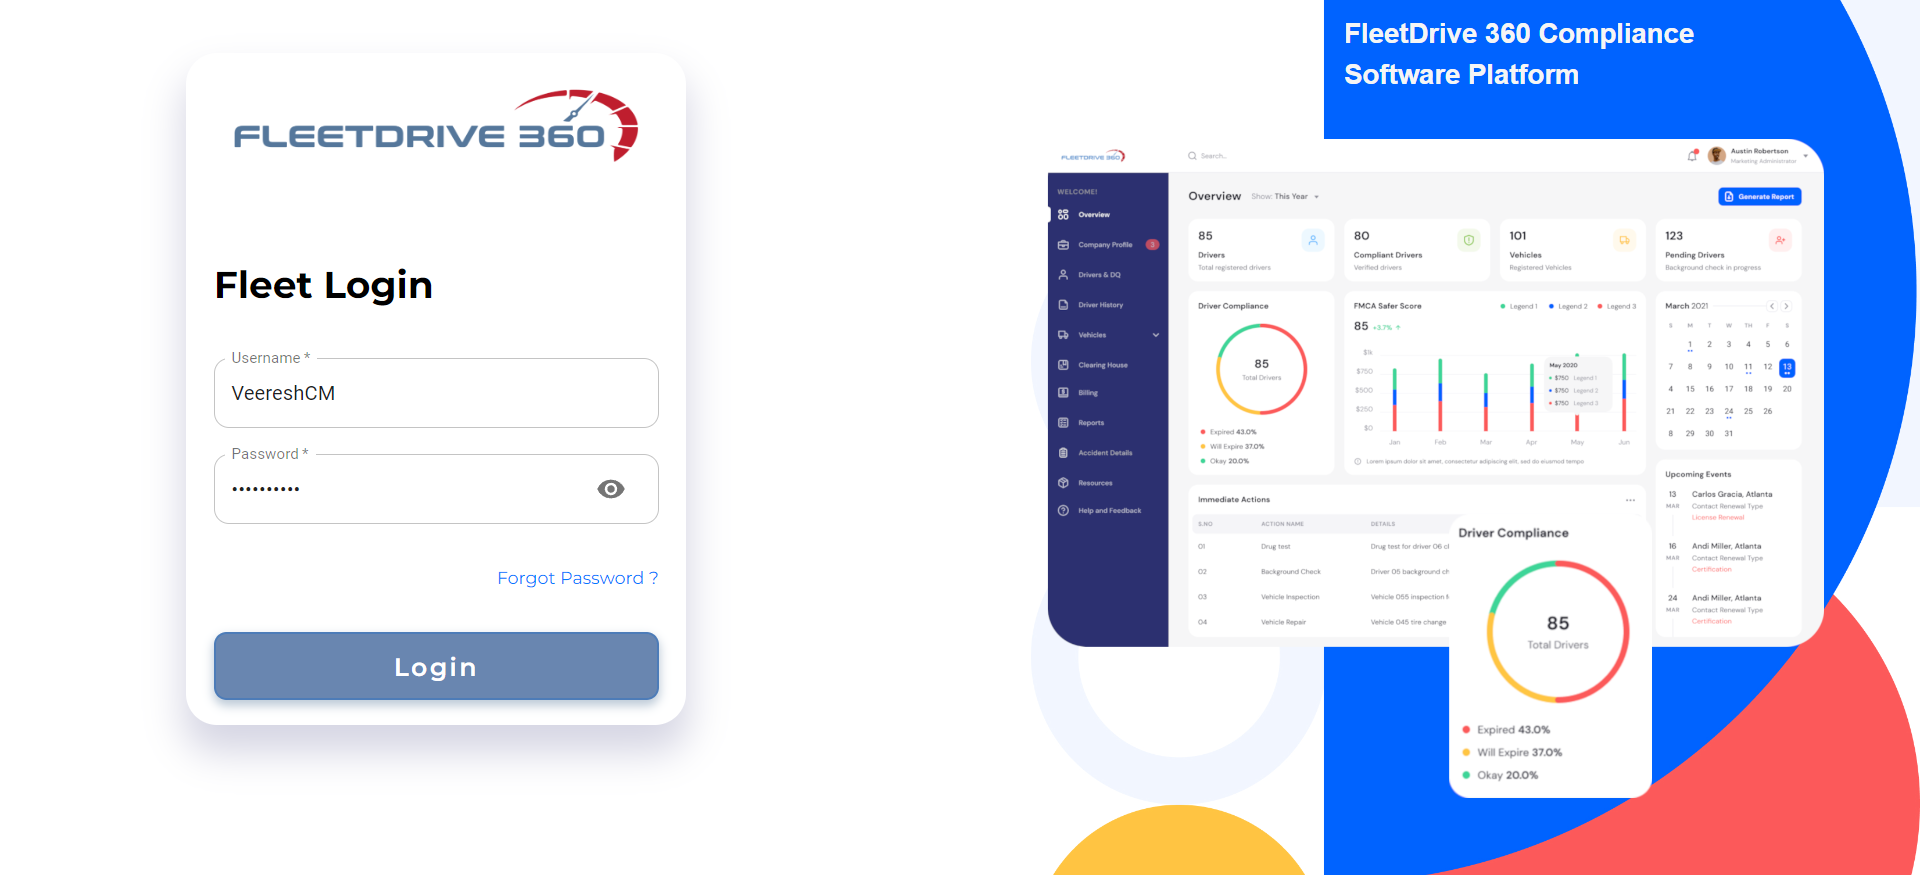 FLEETDRIVE 360
Fleet Login
Username *
VeereshCM
Password *
••••••••••
Forgot Password ?
Login
FleetDrive 360 Compliance
Software Platform
FLEETDRIVE 360
Search..
Austin Robertson
Marketing Administrator
WELCOME!
Overview
Company Profile 3
Drivers & DQ
Driver History
Vehicles
Clearing House
Billing
Reports
Accident Details
Resources
Help and Feedback
Overview Show: This Year
Generate Report
85
Drivers
Total registered drivers
80
Compliant Drivers
Verified drivers
101
Vehicles
Registered Vehicles
123
Pending Drivers
Background check in progress
Driver Compliance
85
Total Drivers
Expired 43.0%
Will Expire 37.0%
Okay 20.0%
FMCA Safer Score
Legend 1 Legend 2 Legend 3
85 +3.7%
$1k
$750
$500
$250
$0
Jan Feb Mar Apr May Jun
May 2020
$750 Legend 1
$750 Legend 2
$750 Legend 3
Lorem ipsum dolor sit amet, consectetur adipiscing elit, sed do eiusmod tempo
March 2021
S M T W TH F S
1 2 3 4 5 6
7 8 9 10 11 12 13
4 15 16 17 18 19 20
21 22 23 24 25 26
8 29 30 31
Immediate Actions
S.NO ACTION NAME DETAILS
01 Drug test Drug test for driver 06 cl
02 Background Check Driver 05 background ch
03 Vehicle Inspection Vehicle 055 inspection f
04 Vehicle Repair Vehicle 045 tire change
Upcoming Events
13 Carlos Gracia, Atlanta
MAR Contact Renewal Type
License Renewal
16 Andi Miller, Atlanta
MAR Contact Renewal Type
Certification
24 Andi Miller, Atlanta
MAR Contact Renewal Type
Certification
Driver Compliance
85
Total Drivers
Expired 43.0%
Will Expire 37.0%
Okay 20.0%